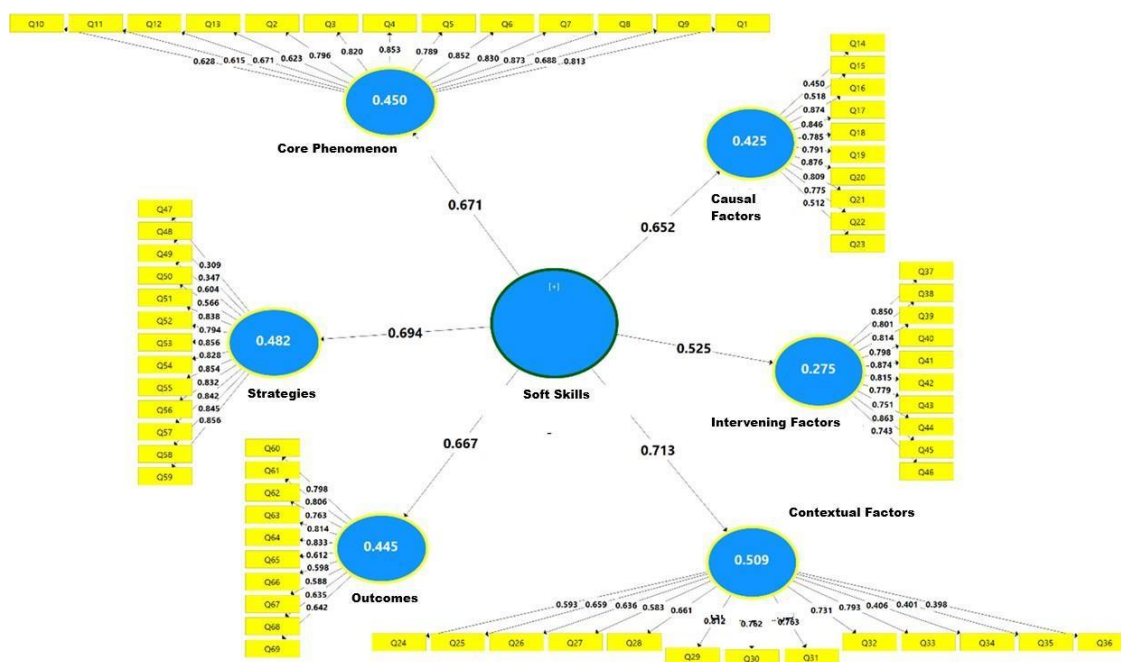 Q10 Q11 Q12 Q13 Q2 Q3 Q4 Q5 Q6 Q7 Q8 Q9 Q1
0.628 0.615 0.671 0.623 0.796 0.820 0.853 0.789 0.852 0.830 0.873 0.688 0.813
0.450
Core Phenomenon
Q14
Q15
Q16
Q17
Q18
Q19
Q20
Q21
Q22
Q23
0.450
0.518
0.874
0.846
0.785
0.791
0.876
0.809
0.775
0.512
0.425
Causal
Factors
0.671
0.652
Q47
Q48
Q49
Q50
Q51
Q52
Q53
Q54
Q55
Q56
Q57
Q58
Q59
0.309
0.347
0.604
0.566
0.838
0.794
0.856
0.828
0.854
0.832
0.842
0.845
0.856
0.482
Strategies
0.694
[+]
Soft Skills
0.525
Q37
Q38
Q39
Q40
Q41
Q42
Q43
Q44
Q45
Q46
0.850
0.801
0.814
0.798
0.874
0.815
0.779
0.751
0.863
0.743
0.275
Intervening Factors
0.667
0.713
Q60
Q61
Q62
Q63
Q64
Q65
Q66
Q67
Q68
Q69
0.798
0.806
0.763
0.814
0.833
0.612
0.598
0.588
0.635
0.642
0.445
Outcomes
Contextual Factors
0.509
0.593 0.659 0.636 0.583 0.661 0.731 0.793 0.406 0.401 0.398
Q24 Q25 Q26 Q27 Q28 Q29 Q30 Q31 Q32 Q33 Q34 Q35 Q36